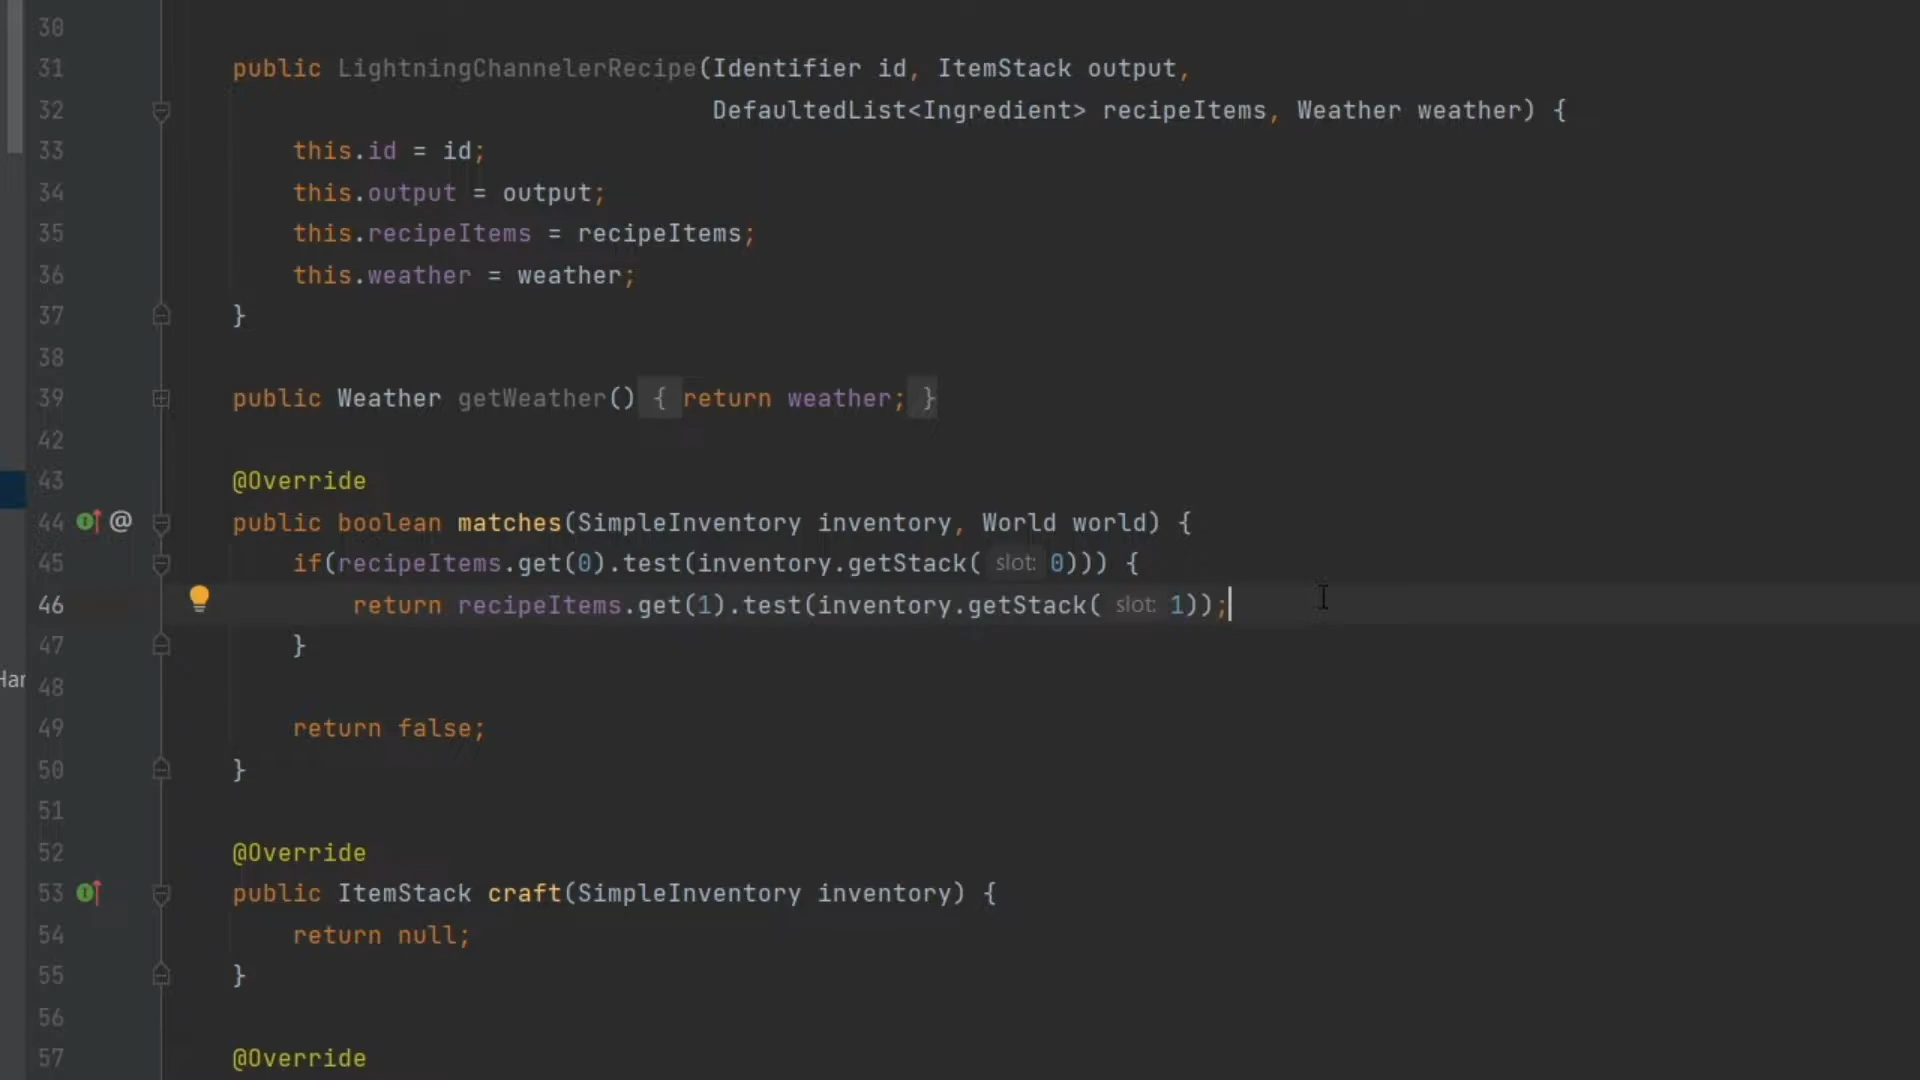 30
31 public LightningChannelerRecipe(Identifier id, ItemStack output,
32 DefaultedList<Ingredient> recipeItems, Weather weather) {
33 this.id = id;
34 this.output = output;
35 this.recipeItems = recipeItems;
36 this.weather = weather;
37 }
38
39 public Weather getWeather() { return weather; }
42
43 @Override
44 @ public boolean matches(SimpleInventory inventory, World world) {
45 if(recipeItems.get(0).test(inventory.getStack( slot: 0))) {
46 return recipeItems.get(1).test(inventory.getStack( slot: 1));
47 }
Har 48
49 return false;
50 }
51
52 @Override
53 public ItemStack craft(SimpleInventory inventory) {
54 return null;
55 }
56
57 @Override